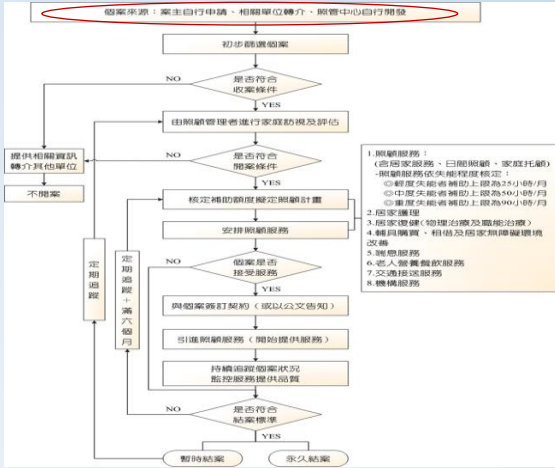 個案來源：案主自行申請、相關單位轉介、照管中心自行開發
初步篩選個案
NO
是否符合
收案條件
YES
由照顧管理者進行家庭訪視及評估
提供相關資訊
轉介其他單位
NO
是否符合
開案條件
不開案
YES
核定補助額度擬定照顧計畫
安排照顧服務
1.照顧服務：
(含居家服務、日間照顧、家庭托顧)
-照顧服務依失能程度核定：
◎輕度失能者補助上限為25小時/月
◎中度失能者補助上限為50小時/月
◎重度失能者補助上限為90小時/月
2.居家護理
3.居家復健(物理治療及職能治療)
4.輔具購買、租借及居家無障礙環境
改善
5.喘息服務
6.老人營養餐飲服務
7.交通接送服務
8.機構服務
定期追蹤
定期追蹤+滿六個月
NO
個案是否
接受服務
YES
與個案簽訂契約（或以公文告知）
引進照顧服務（開始提供服務）
持續追蹤個案狀況
監控服務提供品質
NO
是否符合
結案標準
YES
暫時結案
永久結案